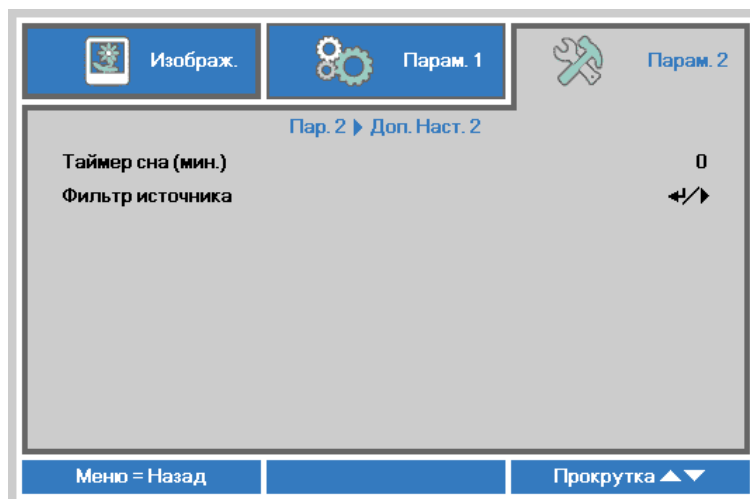 Изображ.
Парам. 1
Парам. 2
Пар. 2 ▶ Доп. Наст. 2
Таймер сна (мин.) 0
Фильтр источника ↵/▶
Меню = Назад
Прокрутка ▲▼